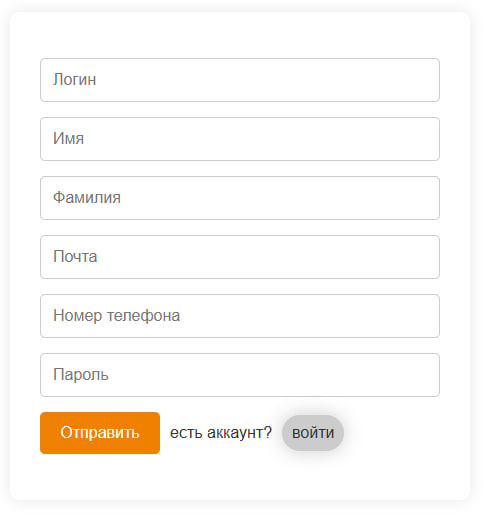 Логин
Имя
Фамилия
Почта
Номер телефона
Пароль
Отправить есть аккаунт? войти